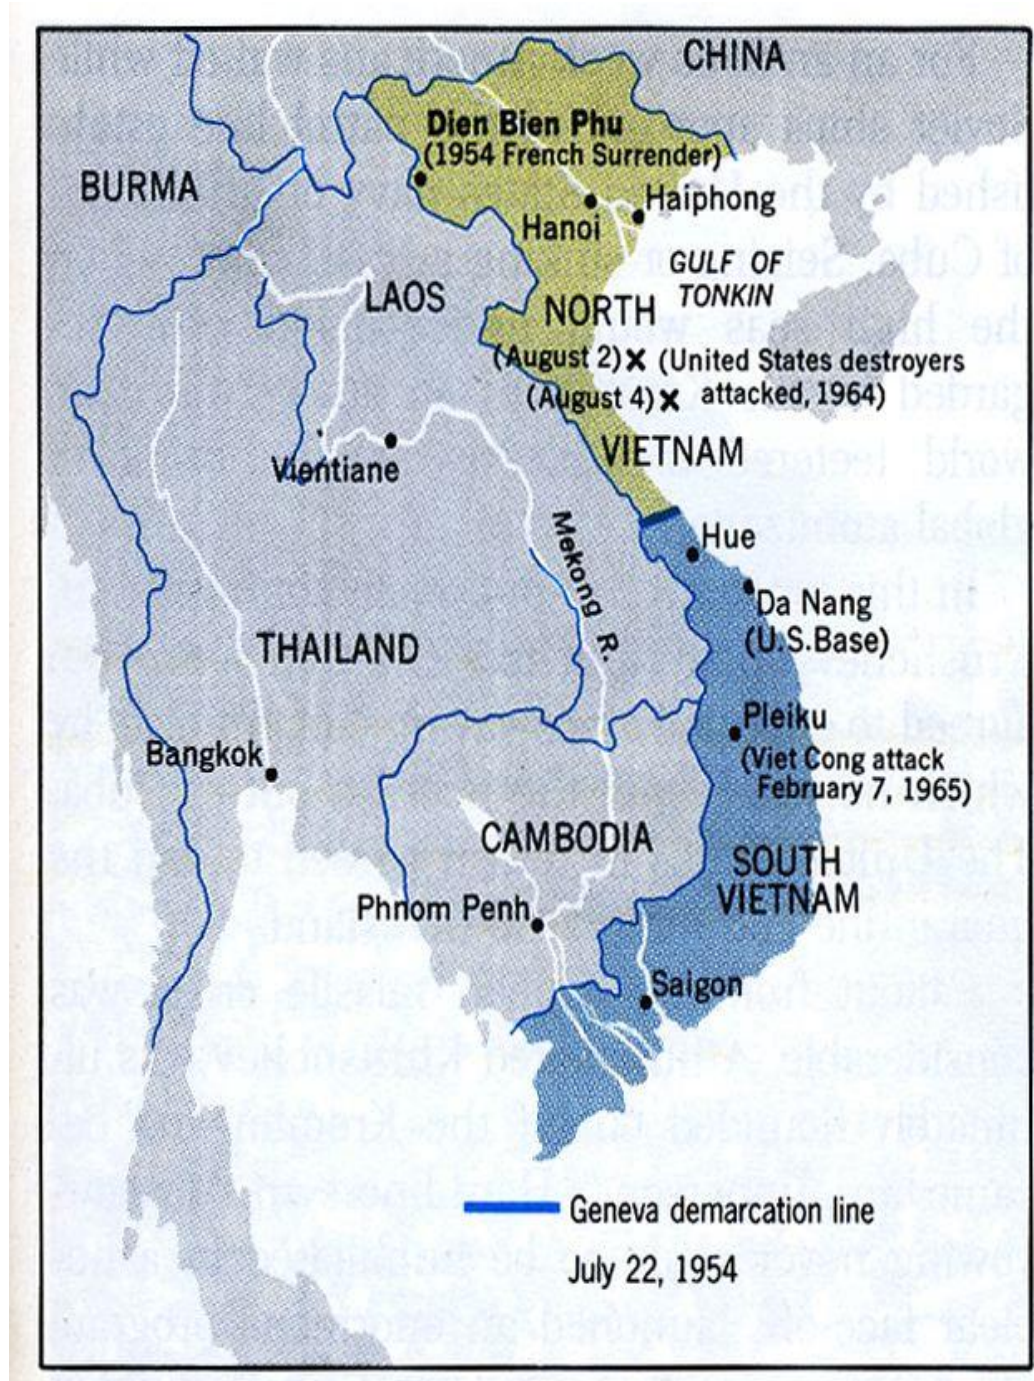 CHINA
Dien Bien Phu
(1954 French Surrender)
BURMA
Haiphong
Hanoi
GULF OF
TONKIN
LAOS
NORTH
(August 2) X (United States destroyers
(August 4) X attacked, 1964)
VIETNAM
Vientiane
Hue
Mekong R.
Da Nang
(U.S.Base)
THAILAND
Pleiku
(Viet Cong attack
February 7, 1965)
Bangkok
CAMBODIA
SOUTH
VIETNAM
Phnom Penh
Saigon
Geneva demarcation line
July 22, 1954